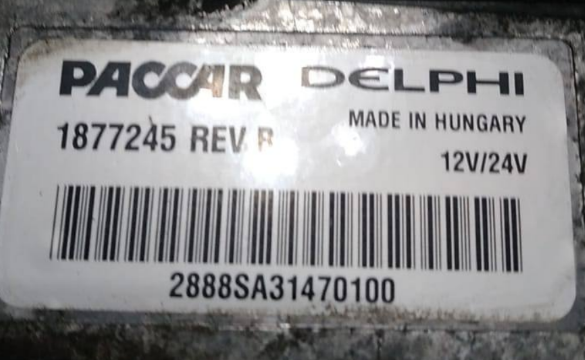 PACCAR DELPHI
MADE IN HUNGARY
1877245 REV. B
12V/24V
2888SA31470100